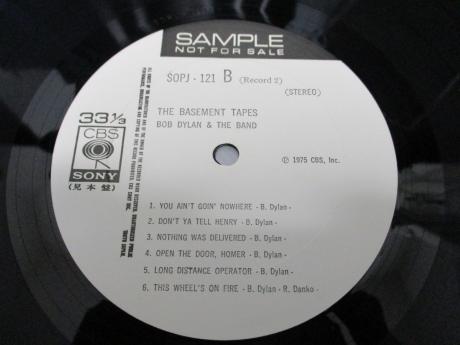 SAMPLE
NOT FOR SALE
SOPJ - 121 B (Record 2)
(STEREO)
33⅓
CBS
SONY
(見本盤)
THE BASEMENT TAPES
BOB DYLAN & THE BAND
℗ 1975 CBS, Inc.
1. YOU AIN'T GOIN' NOWHERE - B. Dylan -
2. DON'T YA TELL HENRY - B. Dylan -
3. NOTHING WAS DELIVERED - B. Dylan -
4. OPEN THE DOOR, HOMER - B. Dylan -
5. LONG DISTANCE OPERATOR - B. Dylan -
6. THIS WHEEL'S ON FIRE - B. Dylan - R. Danko -